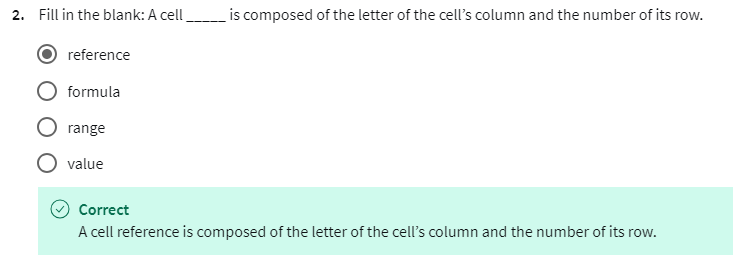 2. Fill in the blank: A cell _____ is composed of the letter of the cell's column and the number of its row.
reference
formula
range
value
Correct
A cell reference is composed of the letter of the cell's column and the number of its row.